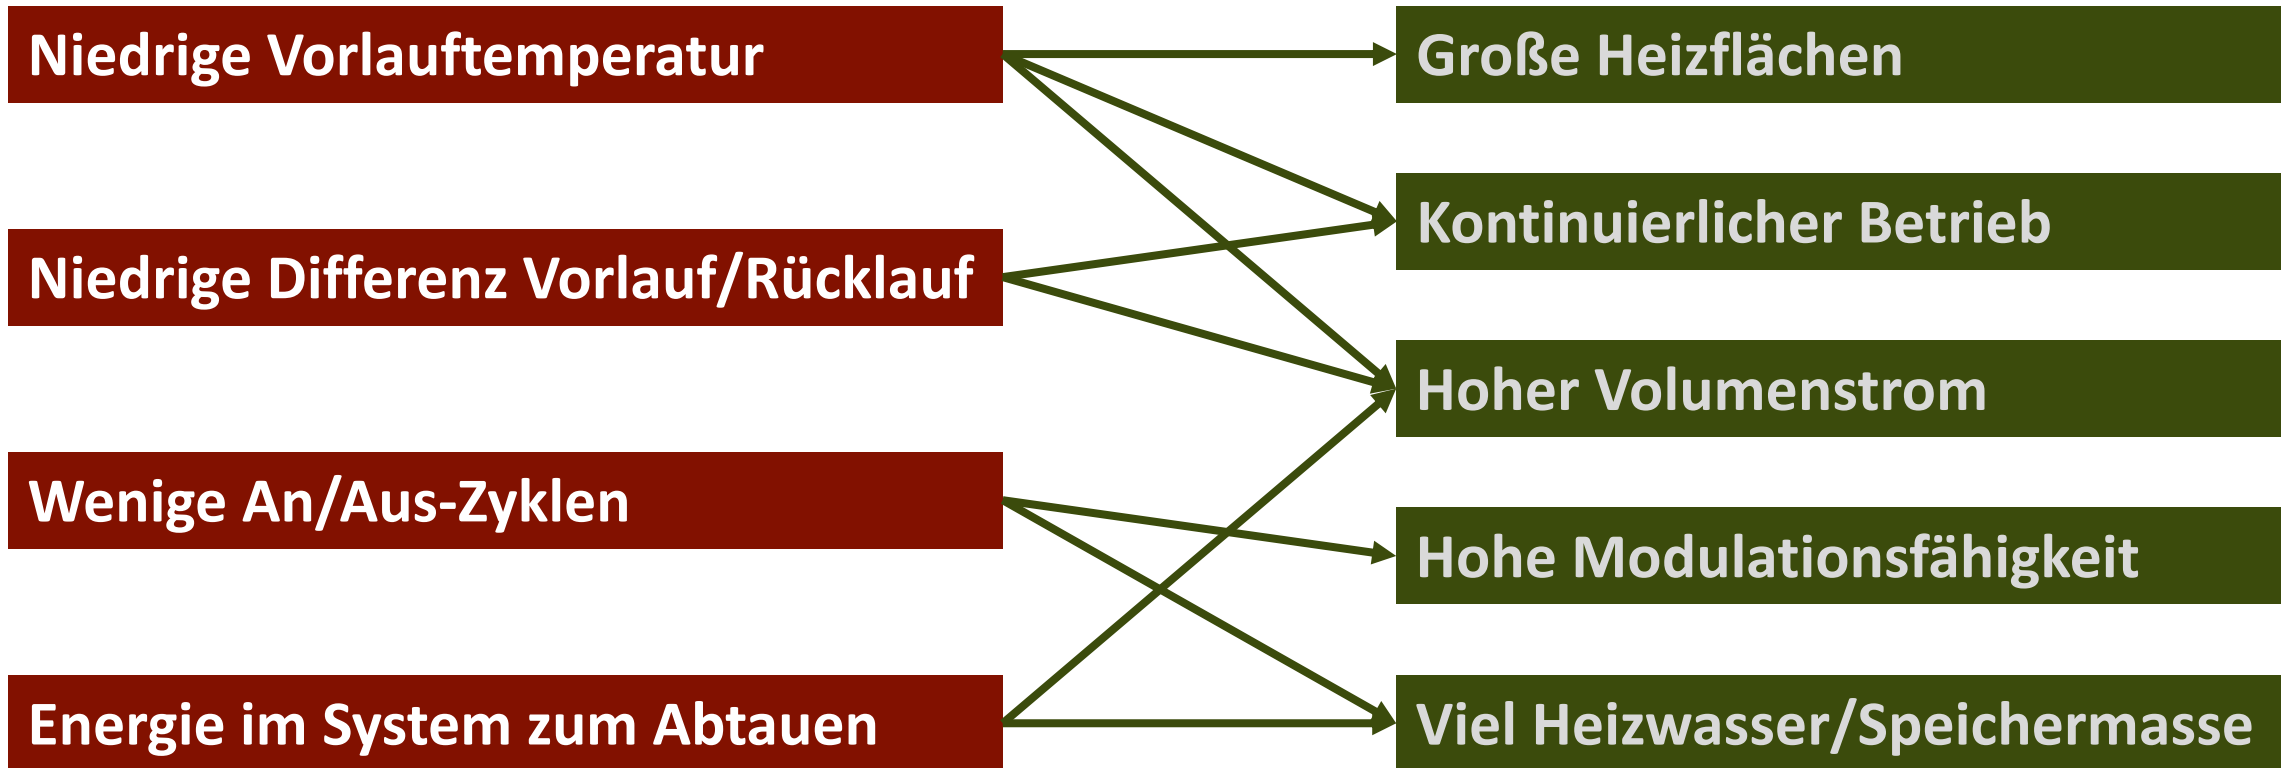 Niedrige Vorlauftemperatur
Niedrige Differenz Vorlauf/Rücklauf
Wenige An/Aus-Zyklen
Energie im System zum Abtauen
Große Heizflächen
Kontinuierlicher Betrieb
Hoher Volumenstrom
Hohe Modulationsfähigkeit
Viel Heizwasser/Speichermasse